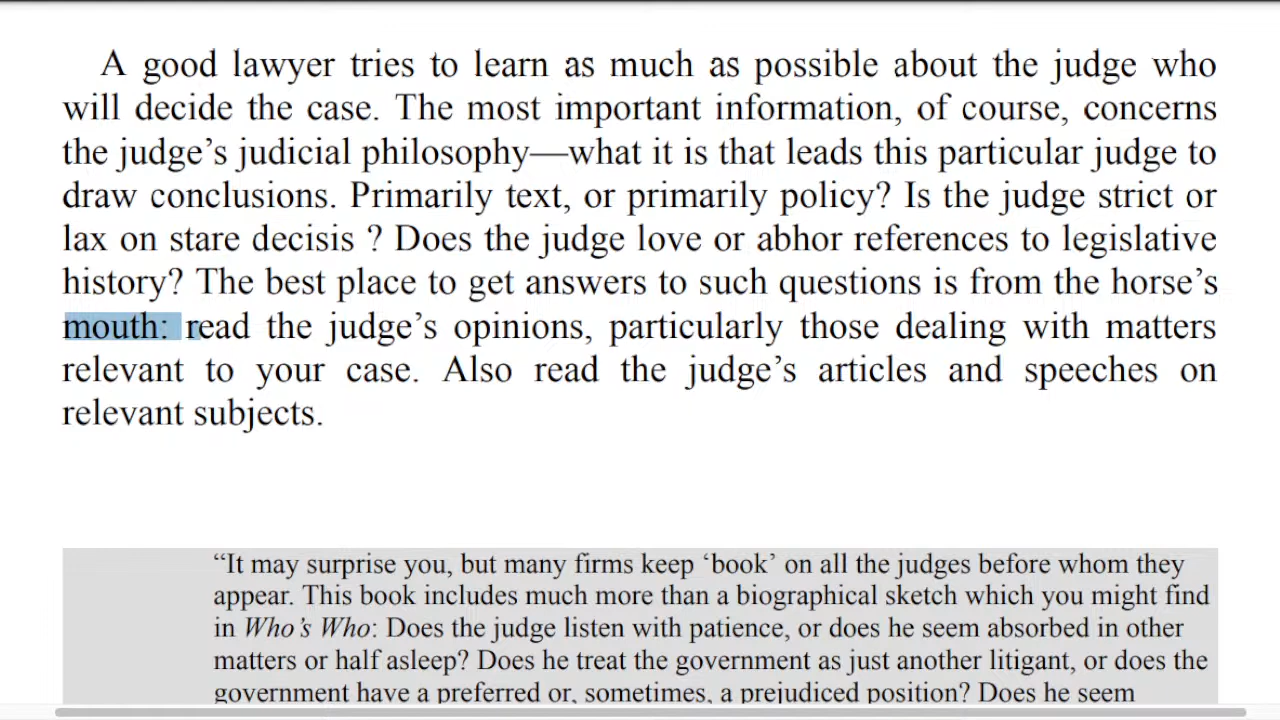 A good lawyer tries to learn as much as possible about the judge who
will decide the case. The most important information, of course, concerns
the judge’s judicial philosophy—what it is that leads this particular judge to
draw conclusions. Primarily text, or primarily policy? Is the judge strict or
lax on stare decisis ? Does the judge love or abhor references to legislative
history? The best place to get answers to such questions is from the horse’s
mouth: read the judge’s opinions, particularly those dealing with matters
relevant to your case. Also read the judge’s articles and speeches on
relevant subjects.
“It may surprise you, but many firms keep ‘book’ on all the judges before whom they
appear. This book includes much more than a biographical sketch which you might find
in Who’s Who: Does the judge listen with patience, or does he seem absorbed in other
matters or half asleep? Does he treat the government as just another litigant, or does the
government have a preferred or, sometimes, a prejudiced position? Does he seem